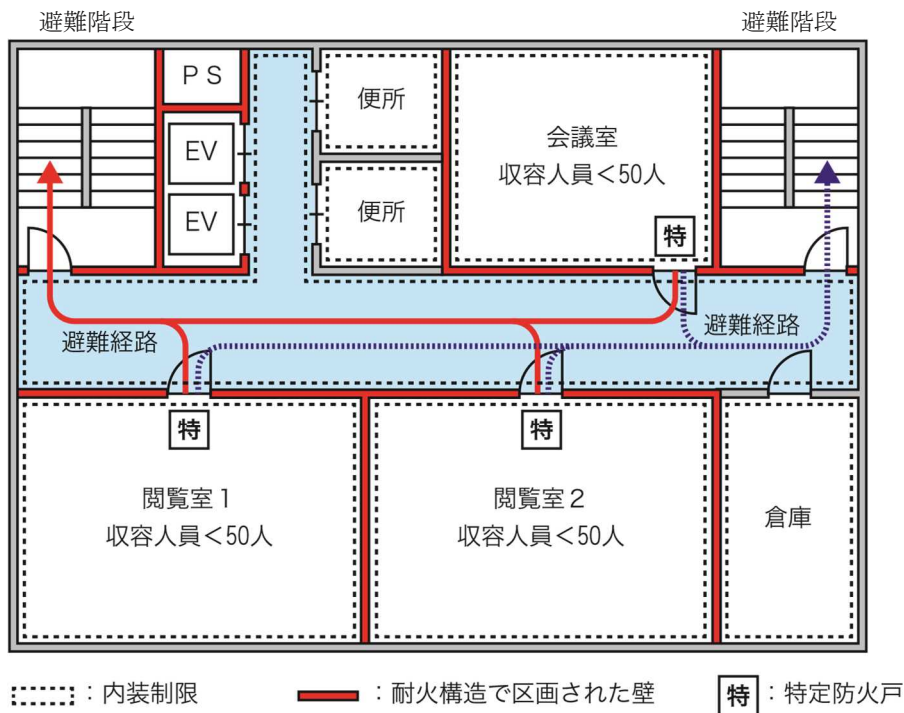 避難階段
避難階段
ＰＳ
EV
EV
便所
便所
会議室
収容人員＜50人
特
避難経路
避難経路
特
特
閲覧室１
収容人員＜50人
閲覧室２
収容人員＜50人
倉庫
：内装制限
：耐火構造で区画された壁
特：特定防火戸